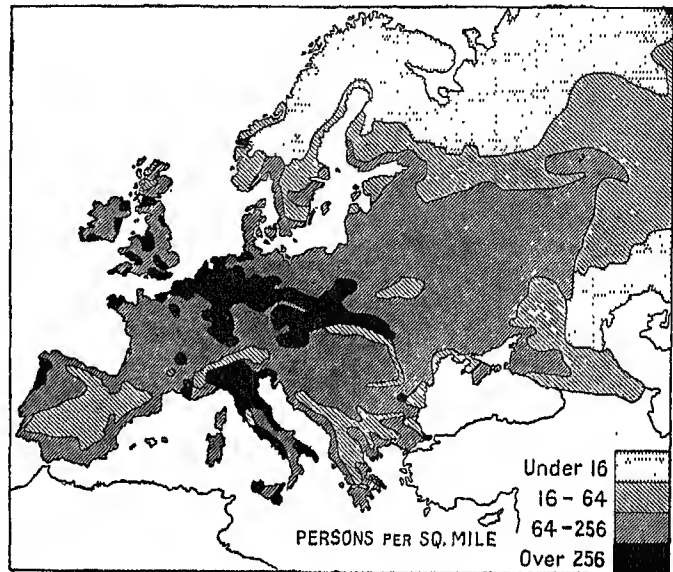 Under 16
16-64
64-256
Over 256
PERSONS PER SQ. MILE